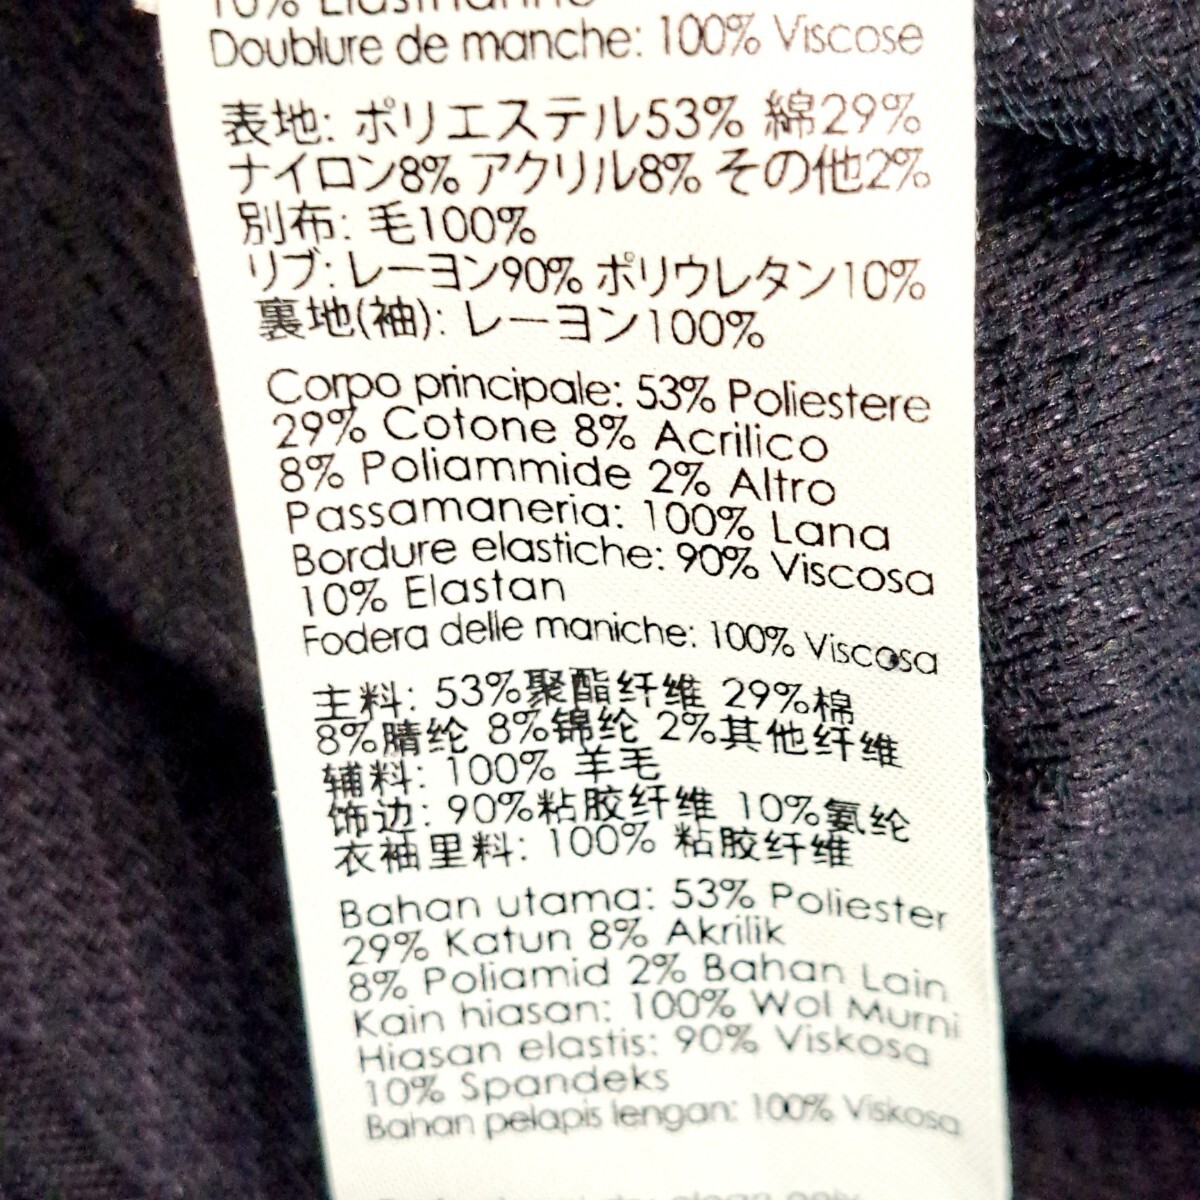 10% Elasthanne
Doublure de manche: 100% Viscose
表地: ポリエステル53% 綿29%
ナイロン8% アクリル8% その他2%
別布: 毛100%
リブ: レーヨン90% ポリウレタン10%
裏地(袖): レーヨン100%
Corpo principale: 53% Poliestere
29% Cotone 8% Acrilico
8% Poliammide 2% Altro
Passamaneria: 100% Lana
Bordure elastiche: 90% Viscosa
10% Elastan
Fodera delle maniche: 100% Viscosa
主料: 53%聚酯纤维 29%棉
8%腈纶 8%锦纶 2%其他纤维
辅料: 100% 羊毛
饰边: 90%粘胶纤维 10%氨纶
衣袖里料: 100% 粘胶纤维
Bahan utama: 53% Poliester
29% Katun 8% Akrilik
8% Poliamid 2% Bahan Lain
Kain hiasan: 100% Wol Murni
Hiasan elastis: 90% Viskosa
10% Spandeks
Bahan pelapis lengan: 100% Viskosa
clean only